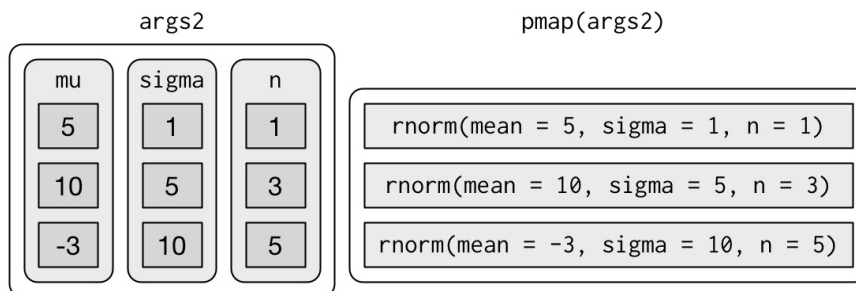 args2 pmap(args2)
mu sigma n
5 1 1 rnorm(mean = 5, sigma = 1, n = 1)
10 5 3 rnorm(mean = 10, sigma = 5, n = 3)
-3 10 5 rnorm(mean = -3, sigma = 10, n = 5)